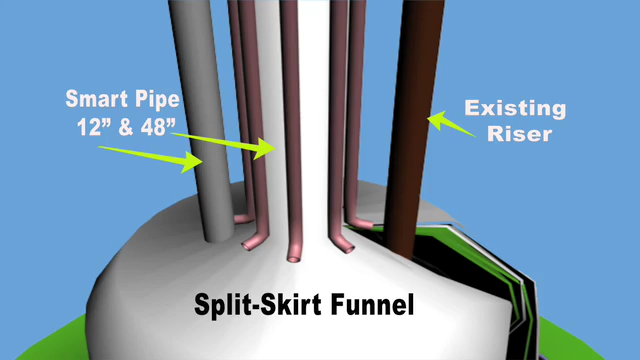 Smart Pipe
12” & 48”
Existing
Riser
Split-Skirt Funnel